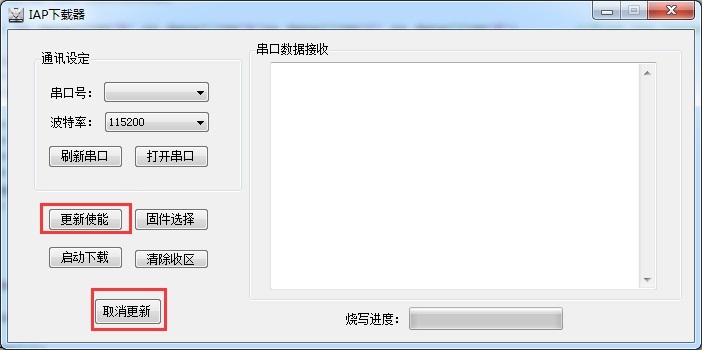 IAP下载器
通讯设定
串口号：
波特率： 115200
刷新串口 打开串口
更新使能 固件选择
启动下载 清除收区
取消更新
串口数据接收
烧写进度：